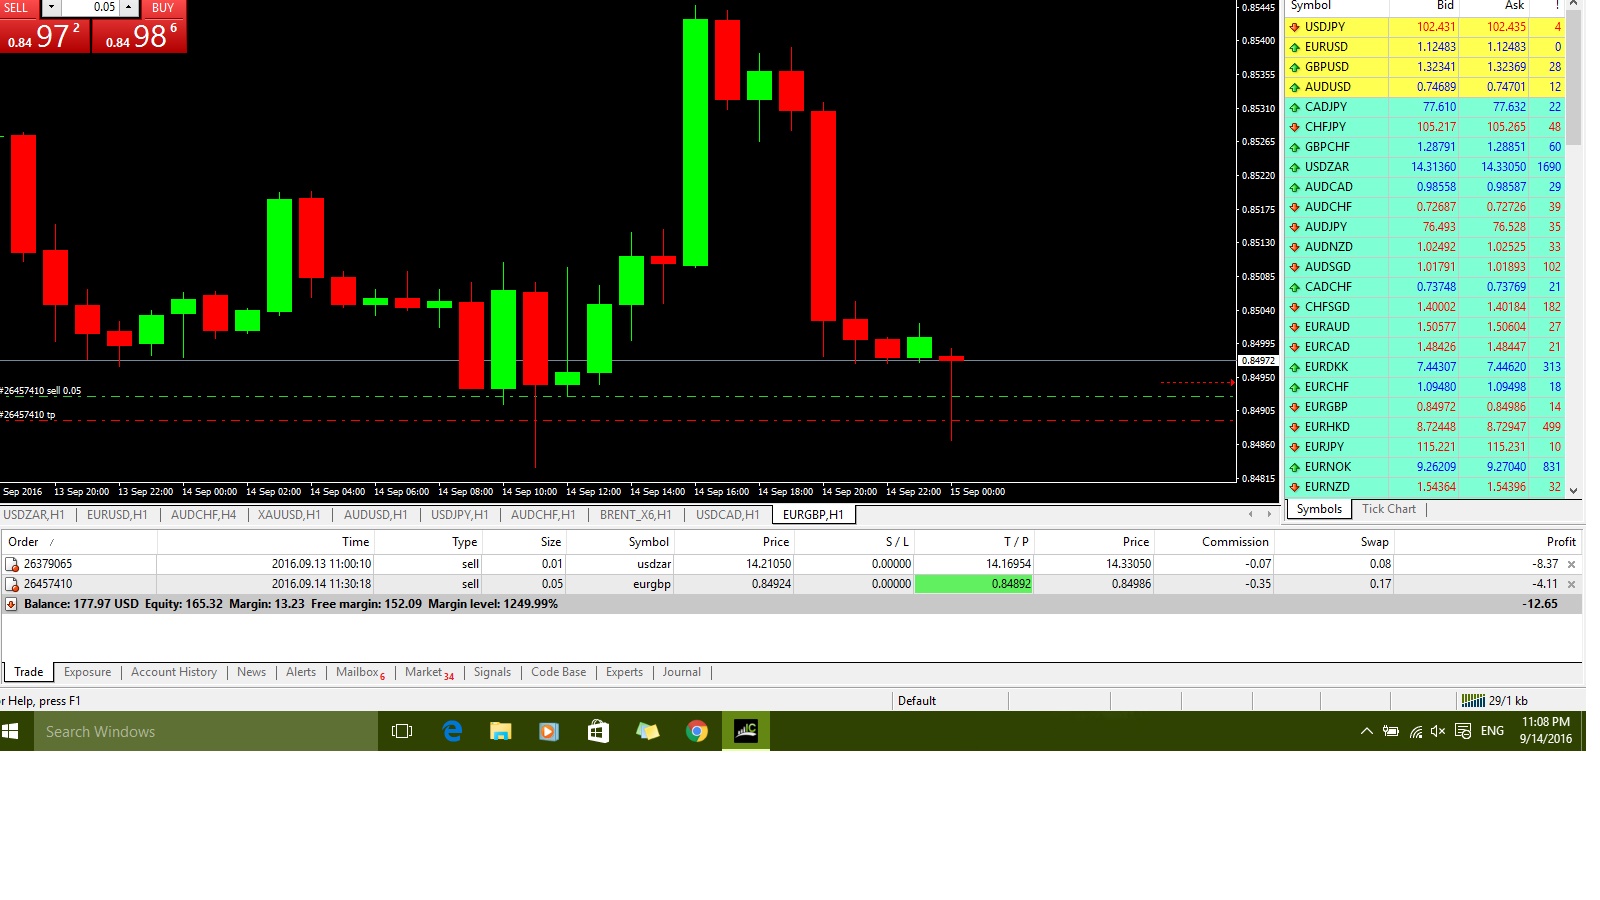 SELL 0.05 BUY
0.84 97 2 0.84 98 6
#26457410 sell 0.05
#26457410 tp
0.85445
0.85400
0.85355
0.85310
0.85265
0.85220
0.85175
0.85130
0.85085
0.85040
0.84995
0.84972
0.84950
0.84905
0.84860
0.84815
Sep 2016 13 Sep 20:00 13 Sep 22:00 14 Sep 00:00 14 Sep 02:00 14 Sep 04:00 14 Sep 06:00 14 Sep 08:00 14 Sep 10:00 14 Sep 12:00 14 Sep 14:00 14 Sep 16:00 14 Sep 18:00 14 Sep 20:00 14 Sep 22:00 15 Sep 00:00
Symbol Bid Ask !
USDJPY 102.431 102.435 4
EURUSD 1.12483 1.12483 0
GBPUSD 1.32341 1.32369 28
AUDUSD 0.74689 0.74701 12
CADJPY 77.610 77.632 22
CHFJPY 105.217 105.265 48
GBPCHF 1.28791 1.28851 60
USDZAR 14.31360 14.33050 1690
AUDCAD 0.98558 0.98587 29
AUDCHF 0.72687 0.72726 39
AUDJPY 76.493 76.528 35
AUDNZD 1.02492 1.02525 33
AUDSGD 1.01791 1.01893 102
CADCHF 0.73748 0.73769 21
CHFSGD 1.40002 1.40184 182
EURAUD 1.50577 1.50604 27
EURCAD 1.48426 1.48447 21
EURDKK 7.44307 7.44620 313
EURCHF 1.09480 1.09498 18
EURGBP 0.84972 0.84986 14
EURHKD 8.72448 8.72947 499
EURJPY 115.221 115.231 10
EURNOK 9.26209 9.27040 831
EURNZD 1.54364 1.54396 32
Symbols Tick Chart
USDZAR,H1 EURUSD,H1 AUDCHF,H4 XAUUSD,H1 AUDUSD,H1 USDJPY,H1 AUDCHF,H1 BRENT_X6,H1 USDCAD,H1 EURGBP,H1
Order / Time Type Size Symbol Price S / L T / P Price Commission Swap Profit
26379065 2016.09.13 11:00:10 sell 0.01 usdzar 14.21050 0.00000 14.16954 14.33050 -0.07 0.08 -8.37
26457410 2016.09.14 11:30:18 sell 0.05 eurgbp 0.84924 0.00000 0.84892 0.84986 -0.35 0.17 -4.11
Balance: 177.97 USD Equity: 165.32 Margin: 13.23 Free margin: 152.09 Margin level: 1249.99% -12.65
Trade Exposure Account History News Alerts Mailbox 6 Market 34 Signals Code Base Experts Journal
r Help, press F1 Default 29/1 kb
Search Windows ENG 11:08 PM
9/14/2016